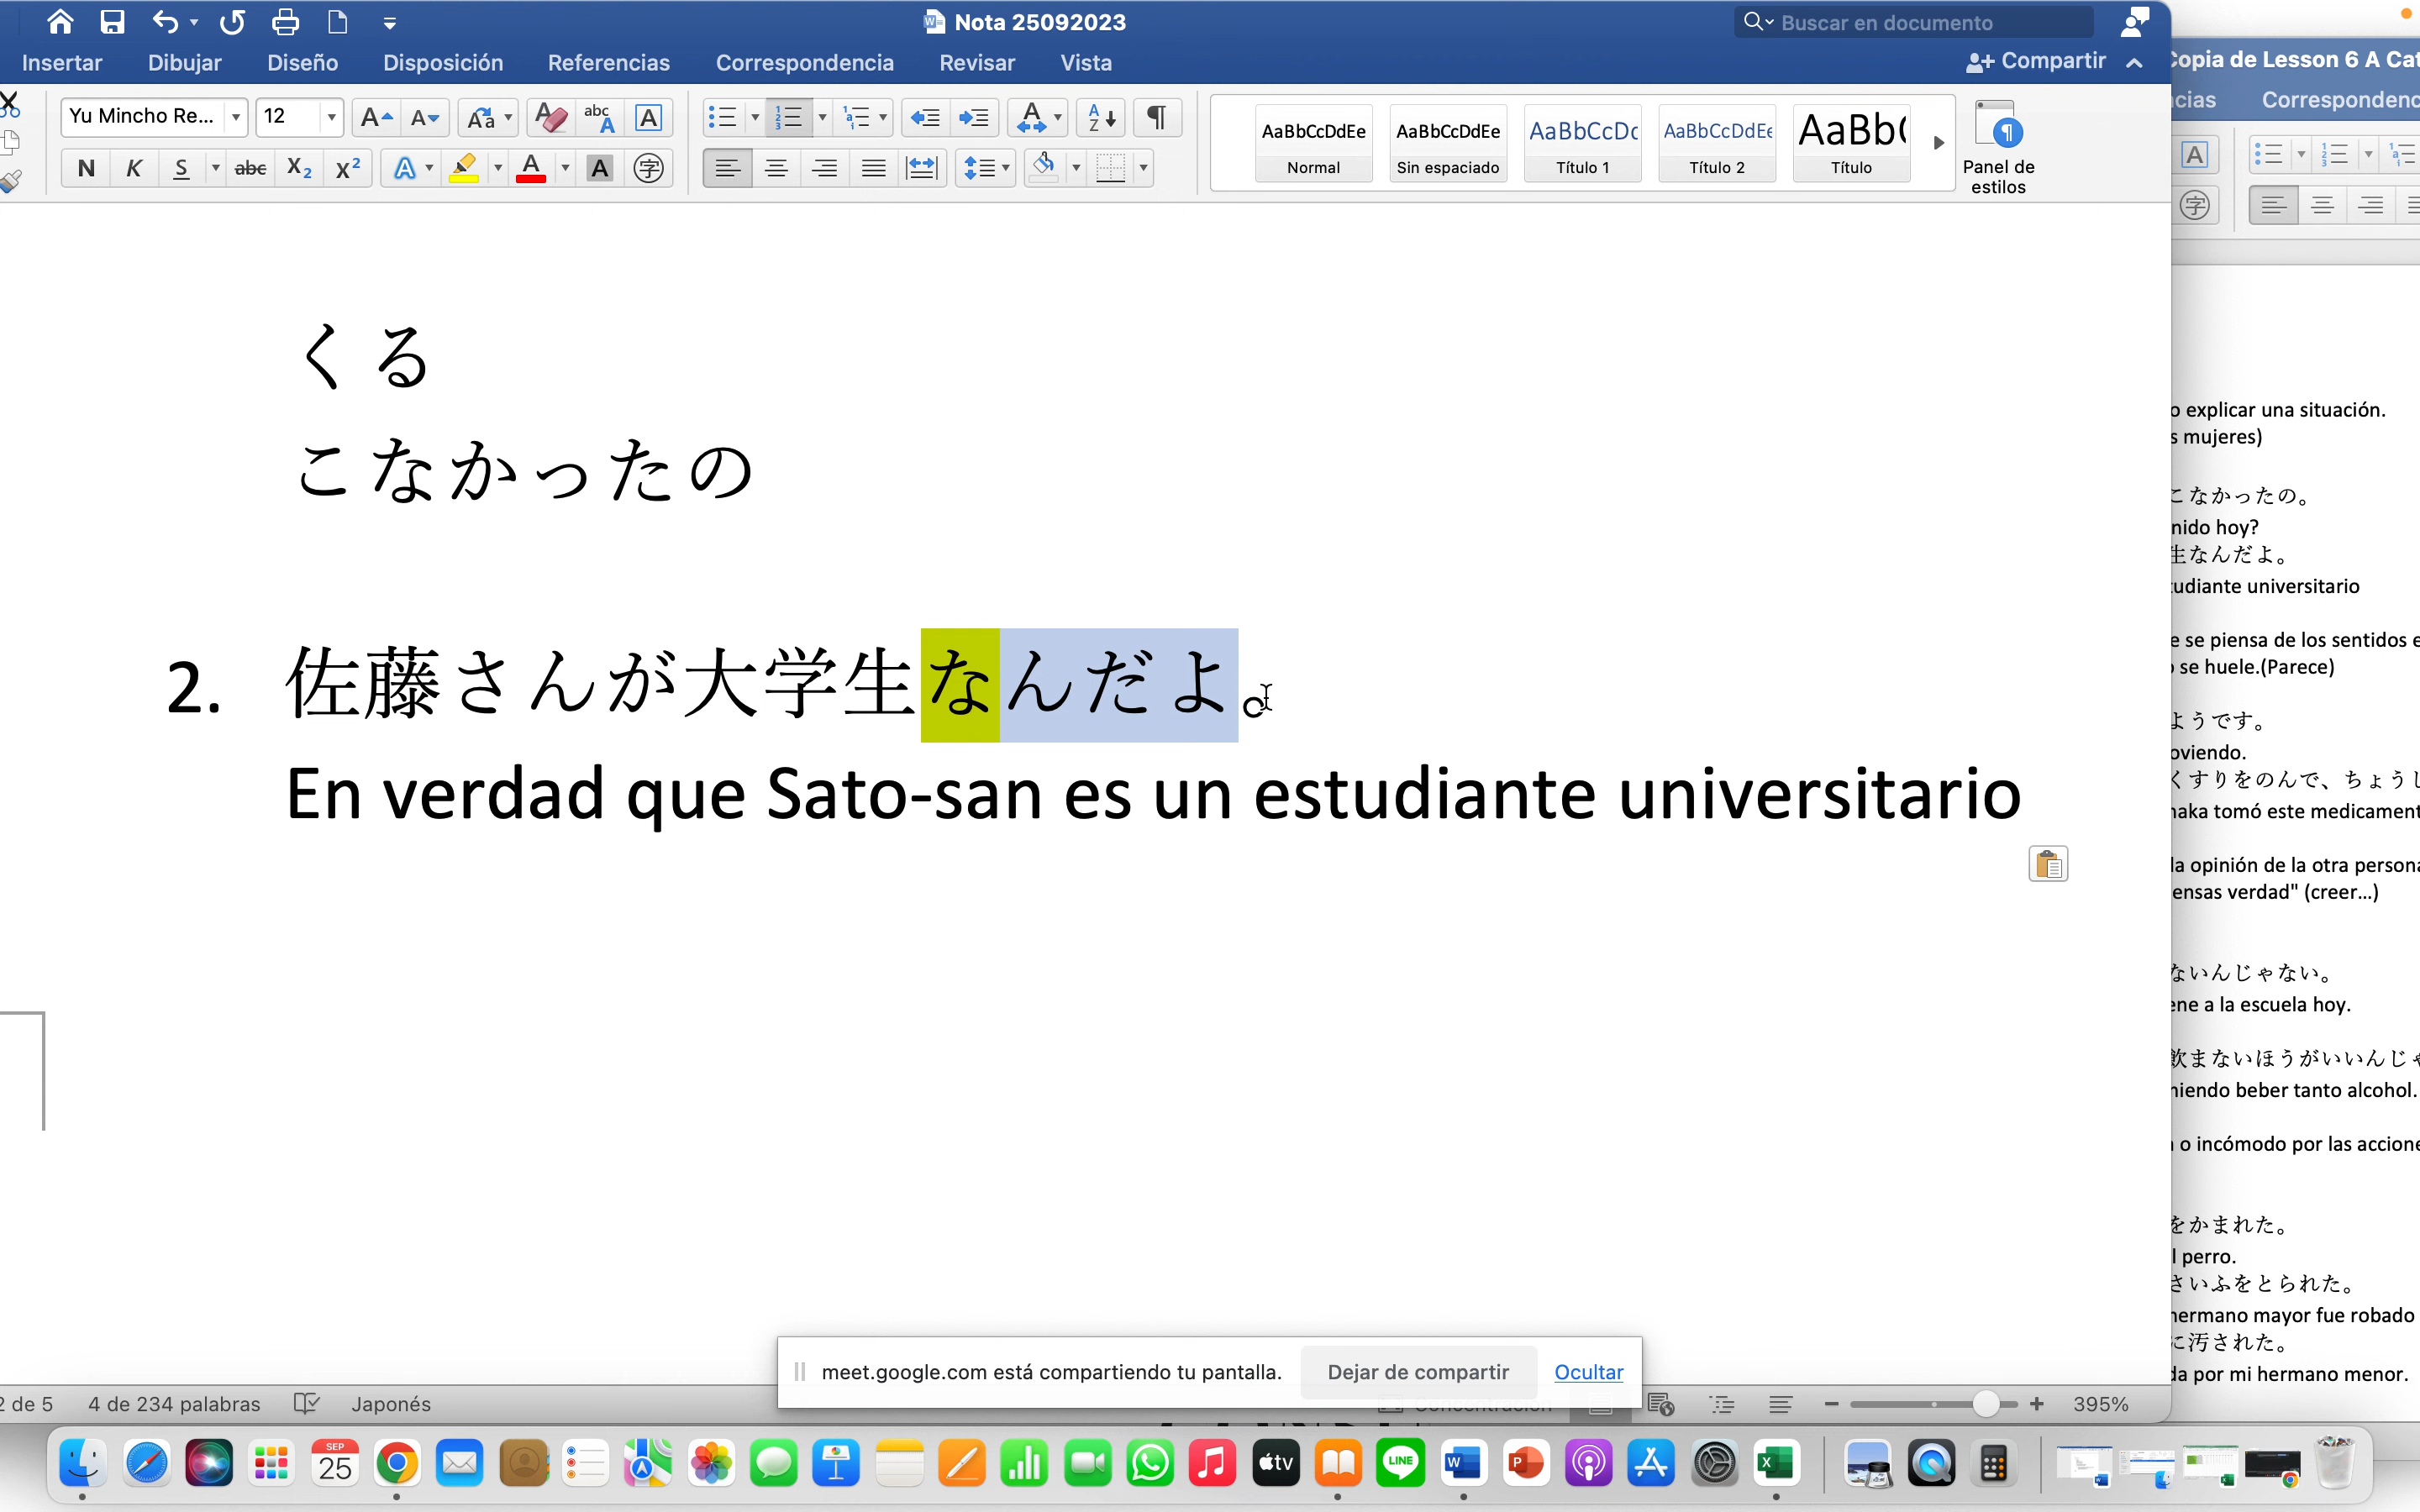 Nota 25092023
Buscar en documento
Insertar Dibujar Diseño Disposición Referencias Correspondencia Revisar Vista
Compartir
Copia de Lesson 6 A Cat
cias Correspondenc
Yu Mincho Re... 12
N K S abc X₂ X²
AaBbCcDdEe AaBbCcDdEe AaBbCcDc AaBbCcDdEe AaBb(
Normal Sin espaciado Título 1 Título 2 Título
Panel de
estilos
くる
こなかったの
2. 佐藤さんが大学生なんだよ。
En verdad que Sato-san es un estudiante universitario
o explicar una situación.
s mujeres)
こなかったの。
nido hoy?
生なんだよ。
tudiante universitario
e se piensa de los sentidos e
o se huele.(Parece)
ようです。
oviendo.
くすりをのんで、ちょうし
naka tomó este medicament
la opinión de la otra persona
ensas verdad" (creer...)
ないんじゃない。
ene a la escuela hoy.
飲まないほうがいいんじゃ
niendo beber tanto alcohol.
o incómodo por las accione
をかまれた。
l perro.
さいふをとられた。
hermano mayor fue robado
に汚された。
da por mi hermano menor.
meet.google.com está compartiendo tu pantalla. Dejar de compartir Ocultar
2 de 5 4 de 234 palabras Japonés 395%
SEP
25
LINE
tv